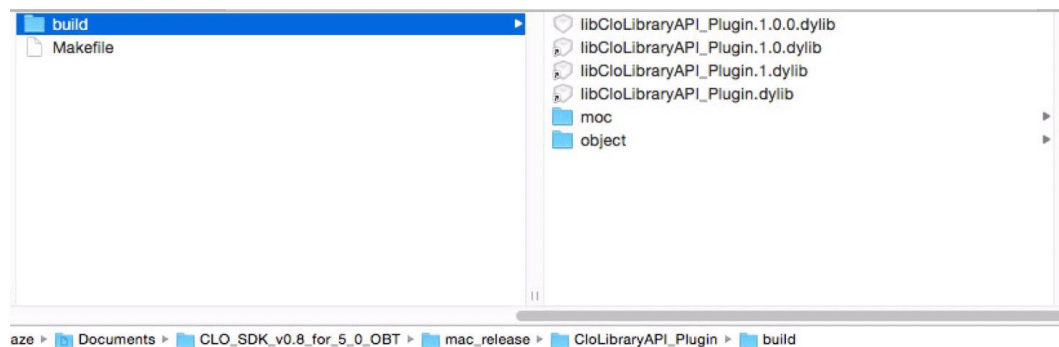 build
Makefile
libCloLibraryAPI_Plugin.1.0.0.dylib
libCloLibraryAPI_Plugin.1.0.dylib
libCloLibraryAPI_Plugin.1.dylib
libCloLibraryAPI_Plugin.dylib
moc
object
aze Documents CLO_SDK_v0.8_for_5_0_OBT mac_release CloLibraryAPI_Plugin build